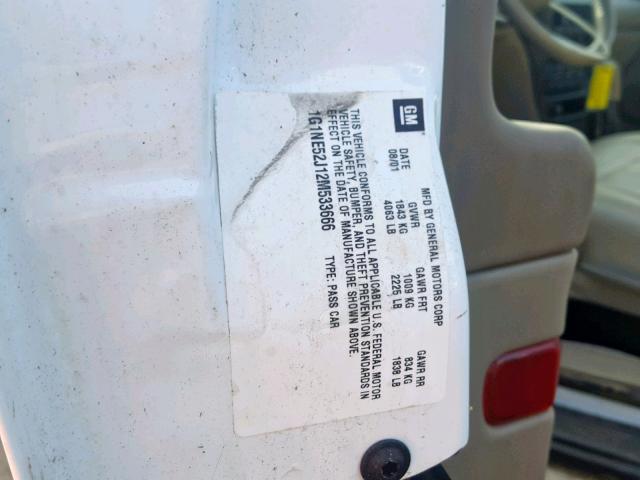 GM
MFD BY GENERAL MOTORS CORP
DATE GVWR GAWR FRT GAWR RR
08/01 1843 KG 1009 KG 834 KG
4063 LB 2225 LB 1838 LB
THIS VEHICLE CONFORMS TO ALL APPLICABLE U.S. FEDERAL MOTOR
VEHICLE SAFETY, BUMPER, AND THEFT PREVENTION STANDARDS IN
EFFECT ON THE DATE OF MANUFACTURE SHOWN ABOVE.
1G1NE52J12M533666 TYPE: PASS CAR